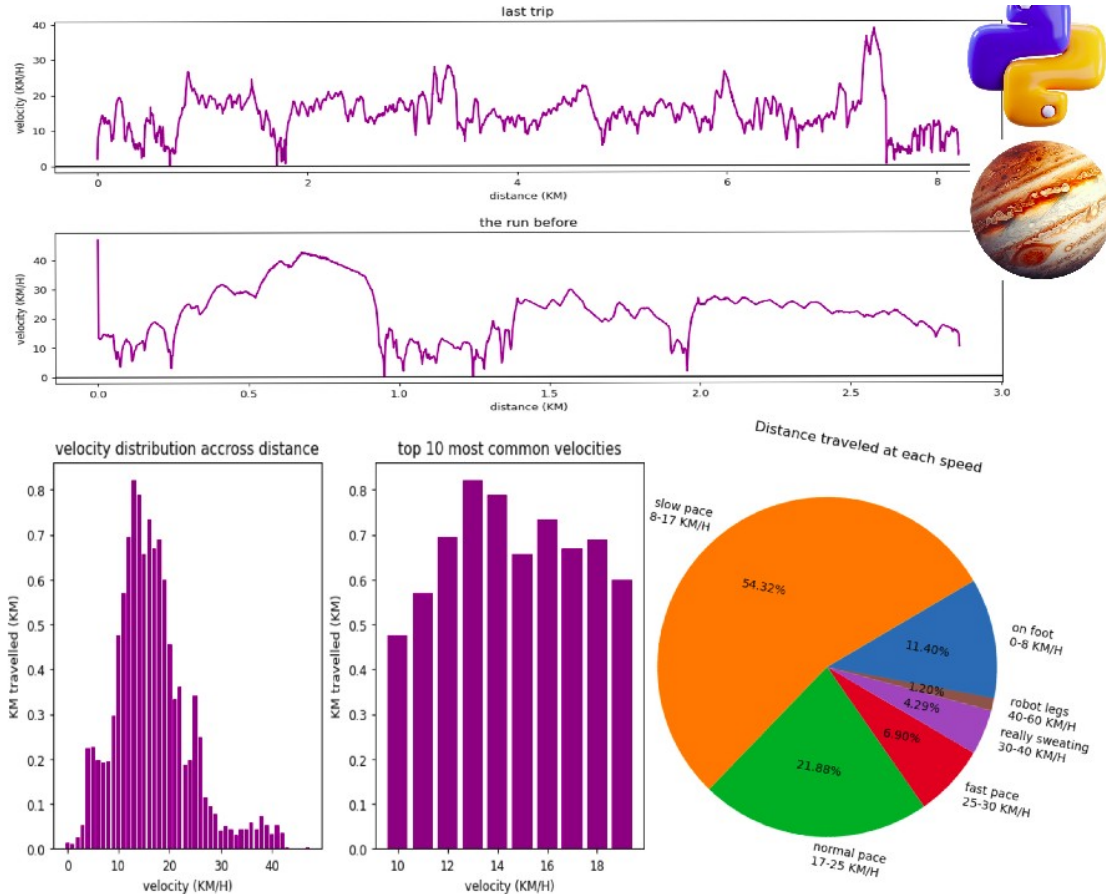 last trip
velocity (KM/H)
40
30
20
10
0
0
2
4
6
8
distance (KM)
the run before
velocity (KM/H)
40
30
20
10
0
0.0
0.5
1.0
1.5
2.0
2.5
3.0
distance (KM)
velocity distribution accross distance
KM travelled (KM)
0.8
0.7
0.6
0.5
0.4
0.3
0.2
0.1
0.0
0
10
20
30
40
velocity (KM/H)
top 10 most common velocities
KM travelled (KM)
0.8
0.7
0.6
0.5
0.4
0.3
0.2
0.1
0.0
10
12
14
16
18
velocity (KM/H)
Distance traveled at each speed
slow pace
8-17 KM/H
54.32%
on foot
0-8 KM/H
11.40%
robot legs
40-60 KM/H
1.20%
really sweating
30-40 KM/H
4.29%
fast pace
25-30 KM/H
6.90%
normal pace
17-25 KM/H
21.88%